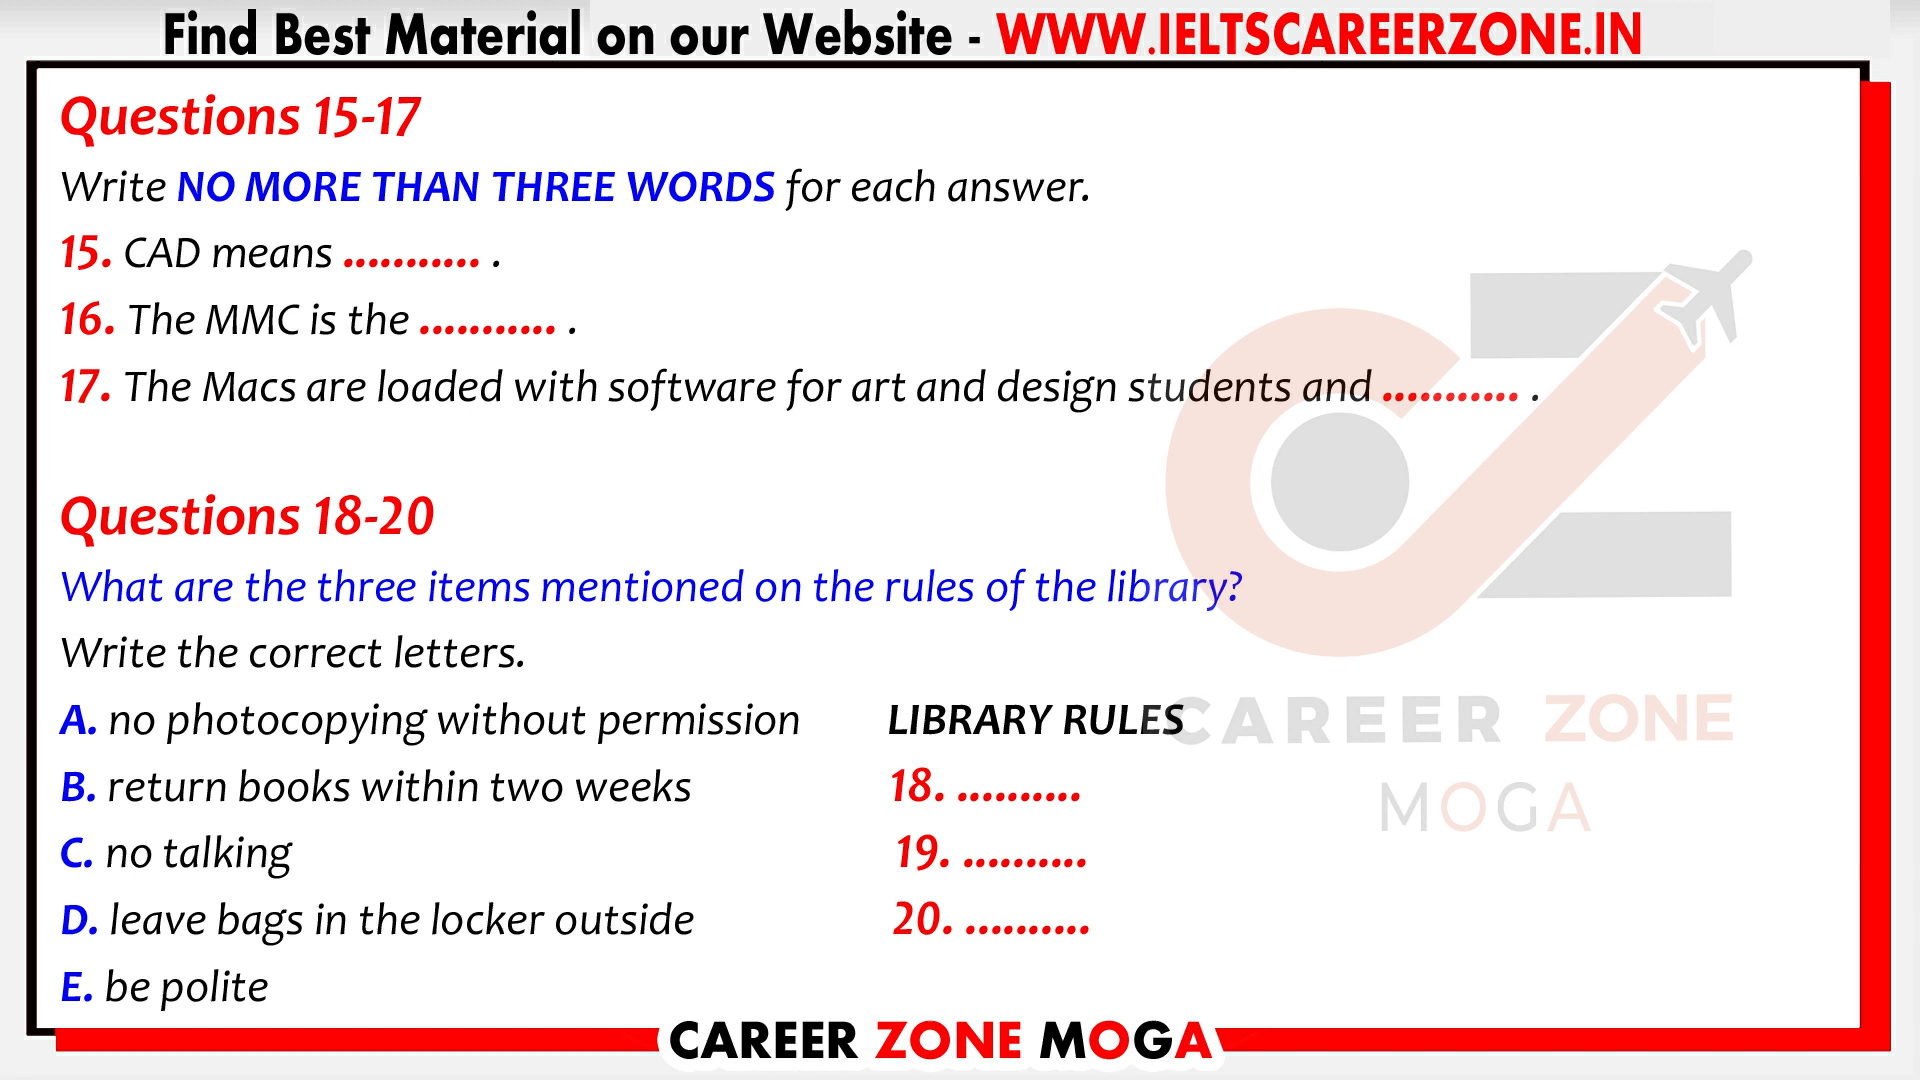 Find Best Material on our Website - WWW.IELTSCAREERZONE.IN
Questions 15-17
Write NO MORE THAN THREE WORDS for each answer.
15. CAD means ........... .
16. The MMC is the ........... .
17. The Macs are loaded with software for art and design students and ........... .
Questions 18-20
What are the three items mentioned on the rules of the library?
Write the correct letters.
A. no photocopying without permission
LIBRARY RULES
B. return books within two weeks
18. ..........
C. no talking
19. ..........
D. leave bags in the locker outside
20. ..........
E. be polite
CAREER ZONE
MOGA
CAREER ZONE MOGA